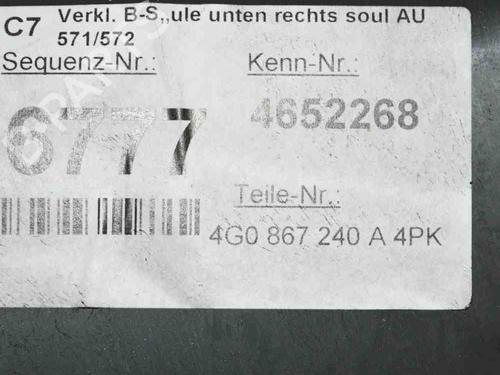 C7 Verkl. B-S,,ule unten rechts soul AU
571/572
Sequenz-Nr.: Kenn-Nr.:
6777 4652268
Teile-Nr.:
4G0 867 240 A 4PK